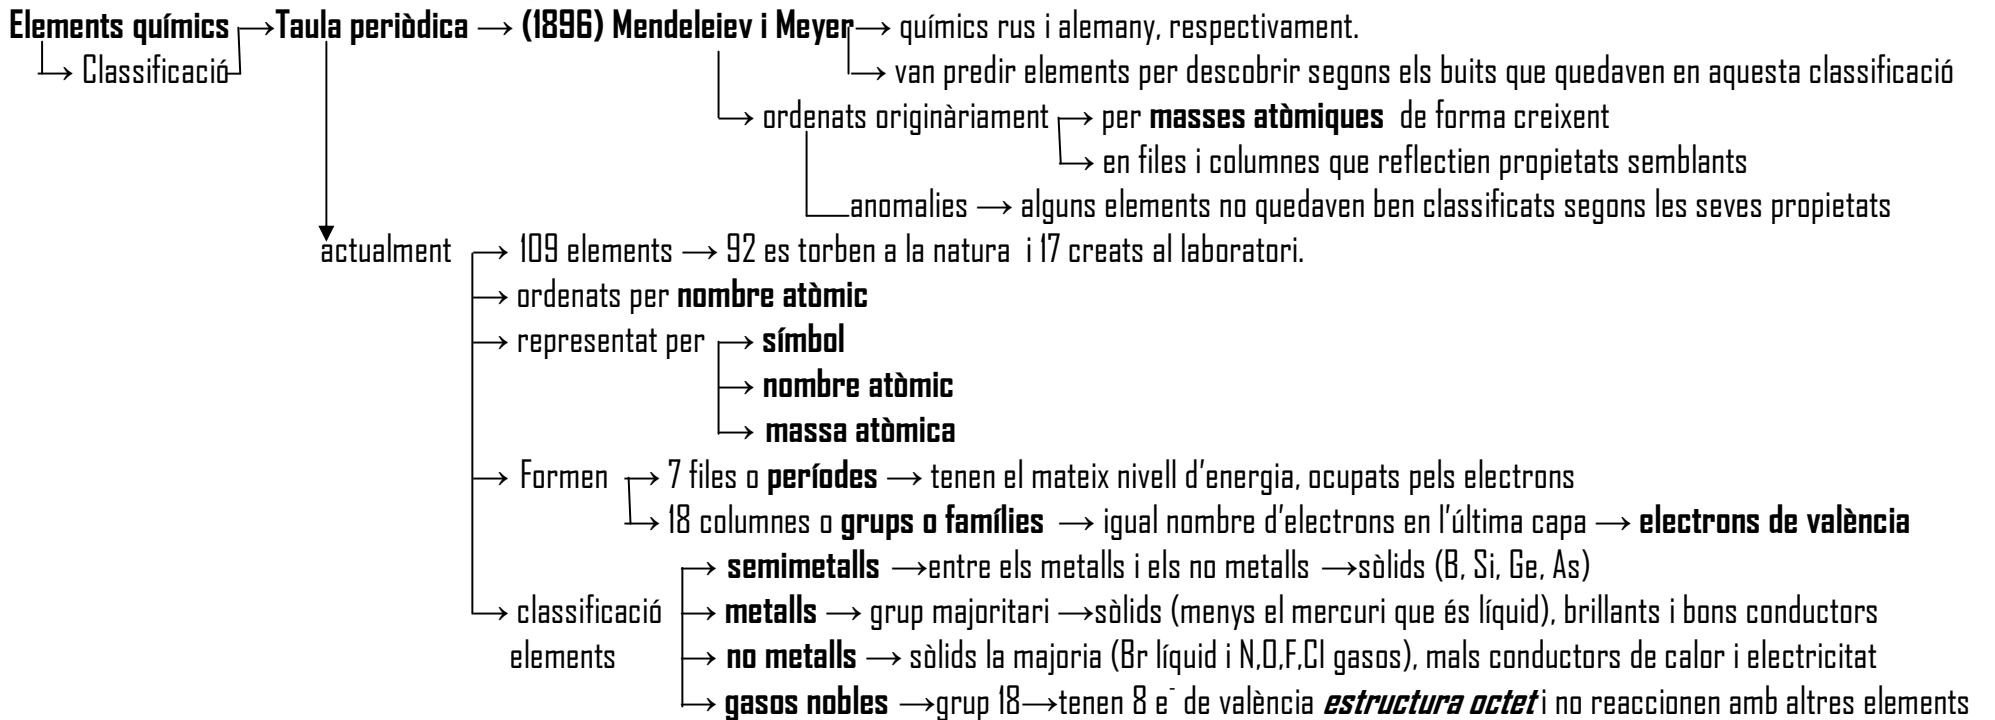 Elements químics → Taula periòdica → (1896) Mendeleiev i Meyer → químics rus i alemany, respectivament.
→ Classificació → van predir elements per descobrir segons els buits que quedaven en aquesta classificació
→ ordenats originàriament → per masses atòmiques de forma creixent
→ en files i columnes que reflectien propietats semblants
anomalies → alguns elements no quedaven ben classificats segons les seves propietats
actualment → 109 elements → 92 es torben a la natura i 17 creats al laboratori.
→ ordenats per nombre atòmic
→ representat per → símbol
→ nombre atòmic
→ massa atòmica
→ Formen → 7 files o períodes → tenen el mateix nivell d'energia, ocupats pels electrons
→ 18 columnes o grups o famílies → igual nombre d'electrons en l'última capa → electrons de valència
→ semimetalls → entre els metalls i els no metalls → sòlids (B, Si, Ge, As)
→ classificació → metalls → grup majoritari → sòlids (menys el mercuri que és líquid), brillants i bons conductors
elements → no metalls → sòlids la majoria (Br líquid i N,O,F,Cl gasos), mals conductors de calor i electricitat
→ gasos nobles → grup 18 → tenen 8 e⁻ de valència estructura octet i no reaccionen amb altres elements